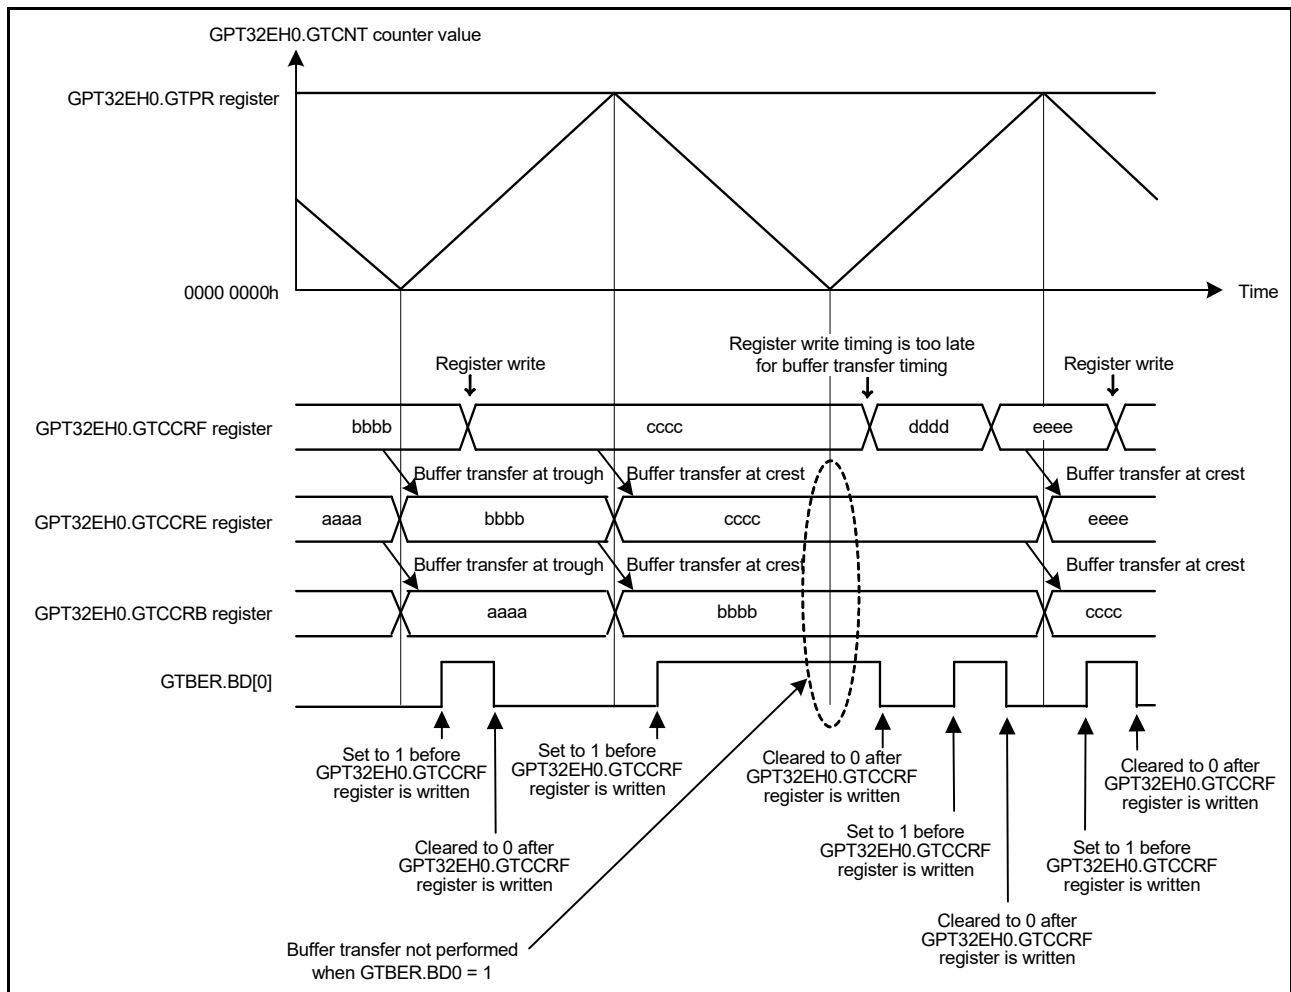 GPT32EH0.GTCNT counter value
GPT32EH0.GTPR register
0000 0000h
Time
Register write
Register write timing is too late
for buffer transfer timing
Register write
GPT32EH0.GTCCRF register
bbbb
cccc
dddd
eeee
Buffer transfer at trough
Buffer transfer at crest
Buffer transfer at crest
GPT32EH0.GTCCRE register
aaaa
bbbb
cccc
eeee
Buffer transfer at trough
Buffer transfer at crest
Buffer transfer at crest
GPT32EH0.GTCCRB register
aaaa
bbbb
cccc
GTBER.BD[0]
Set to 1 before
GPT32EH0.GTCCRF
register is written
Set to 1 before
GPT32EH0.GTCCRF
register is written
Cleared to 0 after
GPT32EH0.GTCCRF
register is written
Cleared to 0 after
GPT32EH0.GTCCRF
register is written
Cleared to 0 after
GPT32EH0.GTCCRF
register is written
Set to 1 before
GPT32EH0.GTCCRF
register is written
Set to 1 before
GPT32EH0.GTCCRF
register is written
Cleared to 0 after
GPT32EH0.GTCCRF
register is written
Buffer transfer not performed
when GTBER.BD0 = 1